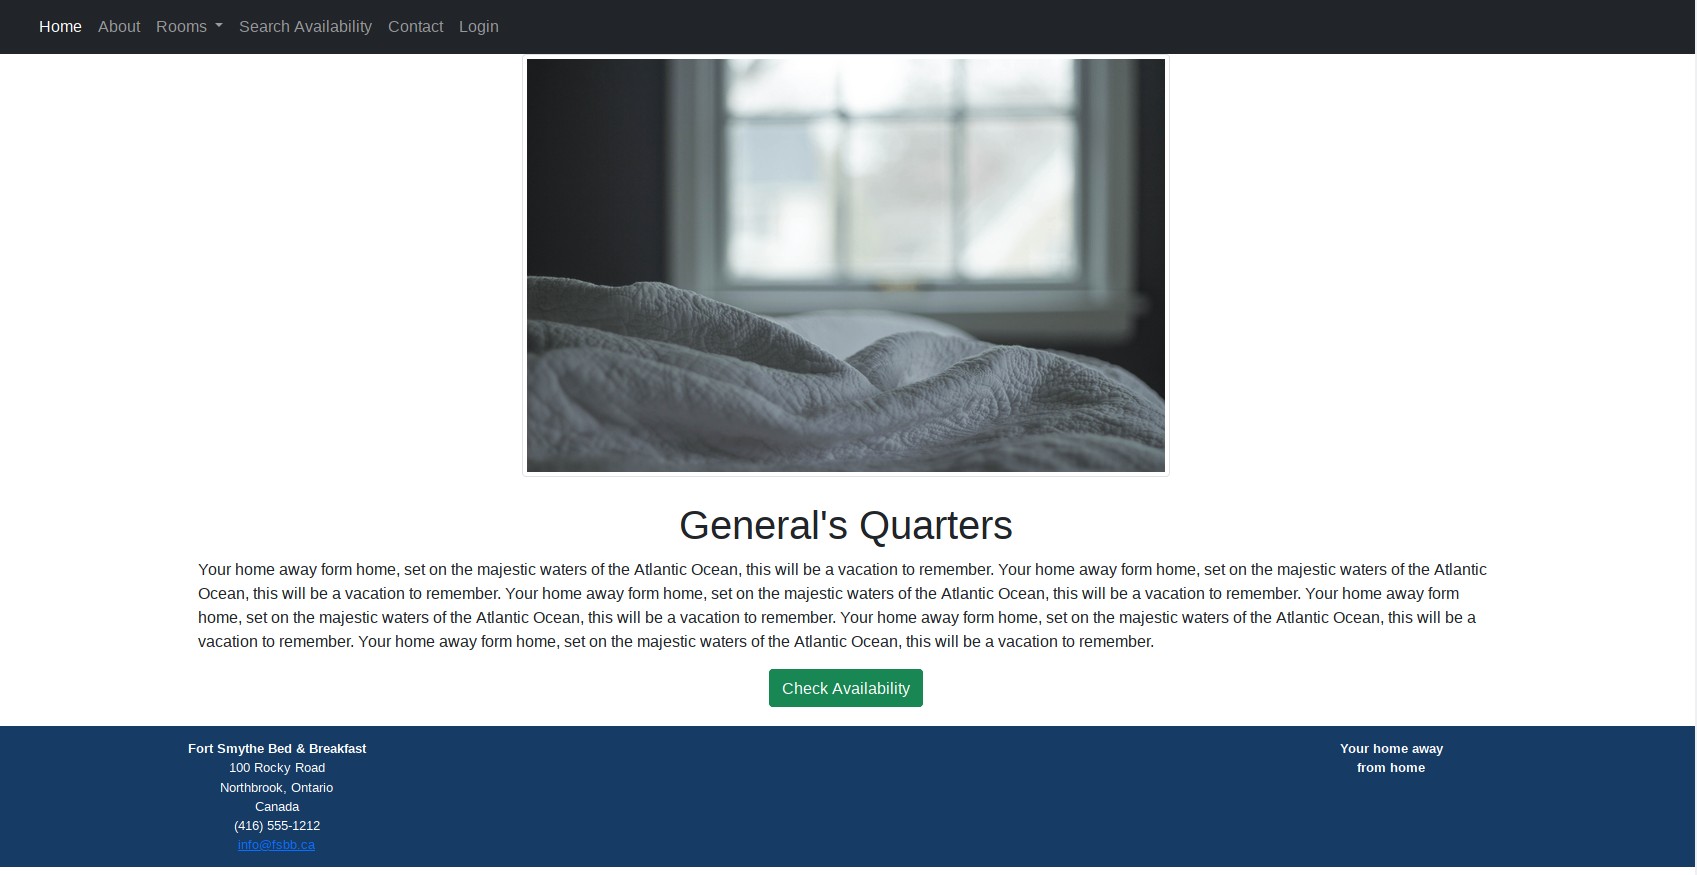 Home About Rooms Search Availability Contact Login
General's Quarters
Your home away form home, set on the majestic waters of the Atlantic Ocean, this will be a vacation to remember. Your home away form home, set on the majestic waters of the Atlantic
Ocean, this will be a vacation to remember. Your home away form home, set on the majestic waters of the Atlantic Ocean, this will be a vacation to remember. Your home away form
home, set on the majestic waters of the Atlantic Ocean, this will be a vacation to remember. Your home away form home, set on the majestic waters of the Atlantic Ocean, this will be a
vacation to remember. Your home away form home, set on the majestic waters of the Atlantic Ocean, this will be a vacation to remember.
Check Availability
Fort Smythe Bed & Breakfast
100 Rocky Road
Northbrook, Ontario
Canada
(416) 555-1212
info@fsbb.ca
Your home away
from home